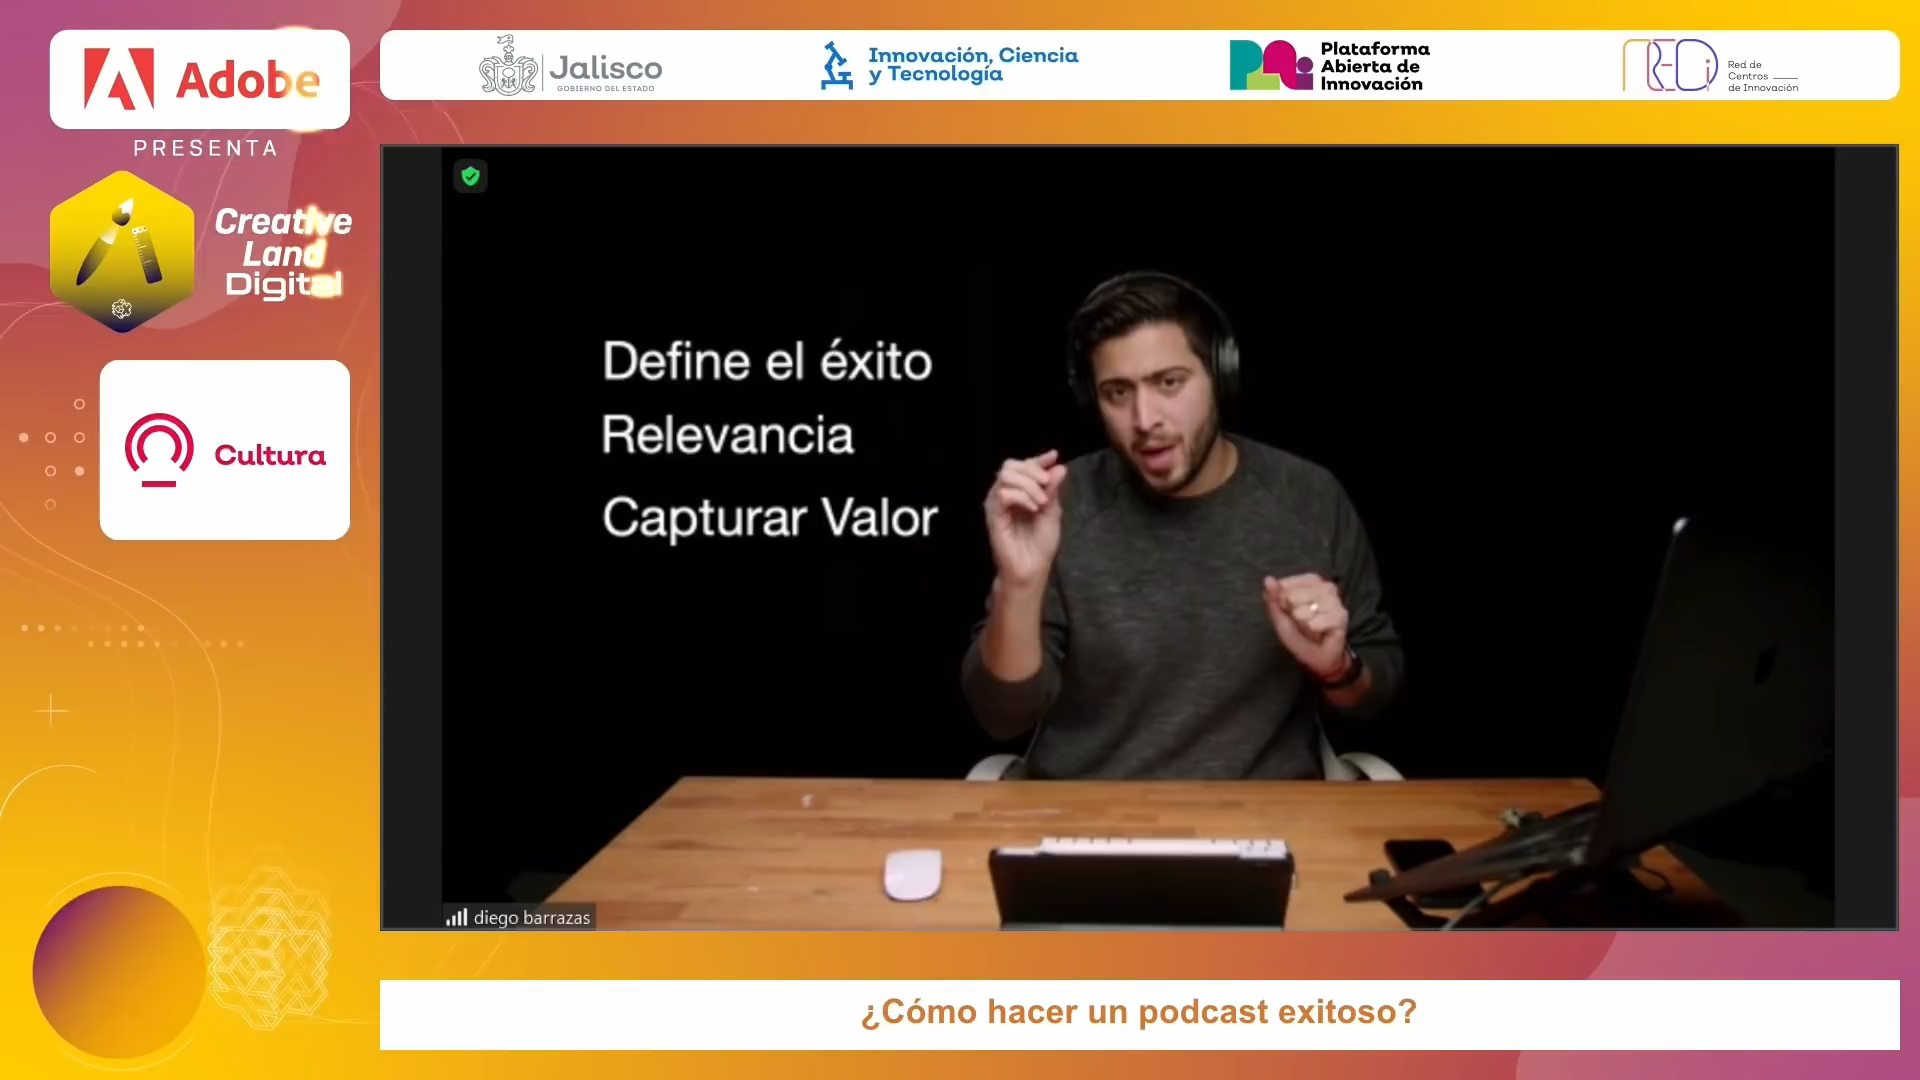 Adobe
PRESENTA
Creative
Land
Digital
Cultura
Jalisco
GOBIERNO DEL ESTADO
Innovación, Ciencia
y Tecnología
Plataforma
Abierta de
Innovación
REDi
Red de
Centros
de Innovación
Define el éxito
Relevancia
Capturar Valor
diego barrazas
¿Cómo hacer un podcast exitoso?